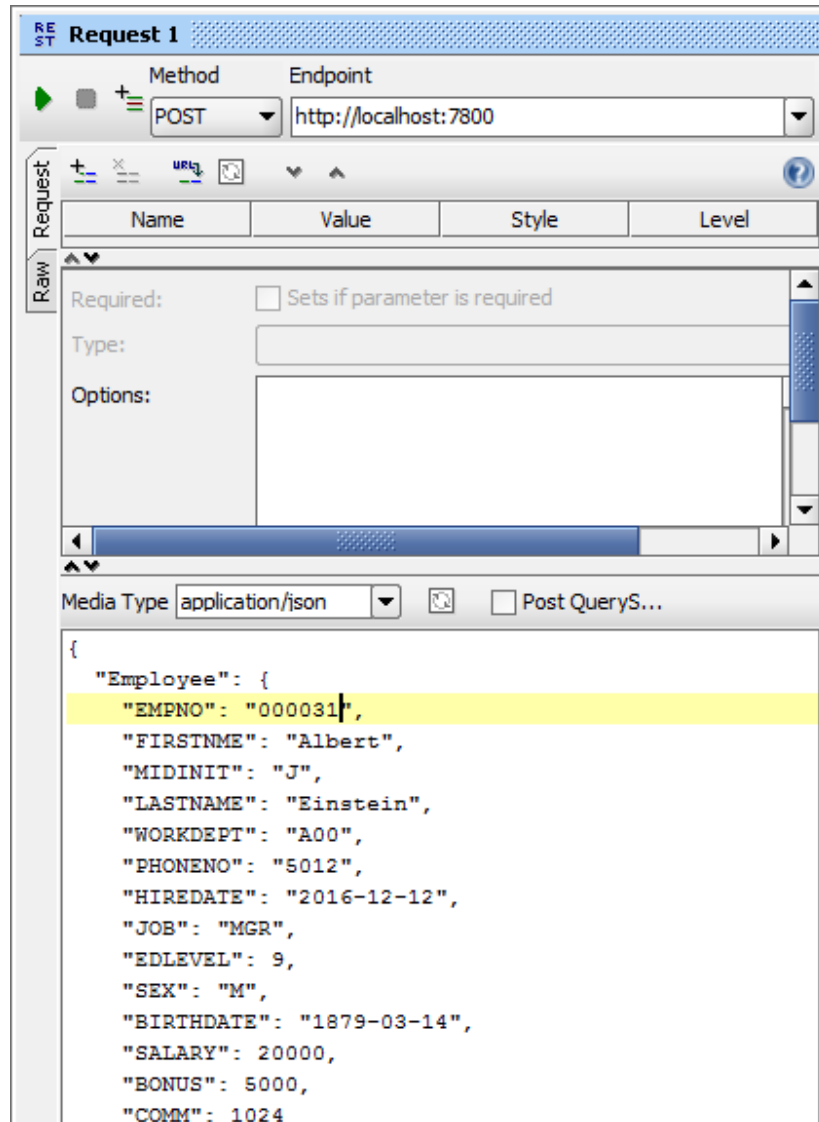 RE
ST
Request 1
Method
Endpoint
POST
http://localhost:7800
Request
Raw
URL
Name
Value
Style
Level
Required:
Sets if parameter is required
Type:
Options:
Media Type
application/json
Post QueryS...
{
"Employee": {
"EMPNO": "000031",
"FIRSTNME": "Albert",
"MIDINIT": "J",
"LASTNAME": "Einstein",
"WORKDEPT": "A00",
"PHONENO": "5012",
"HIREDATE": "2016-12-12",
"JOB": "MGR",
"EDLEVEL": 9,
"SEX": "M",
"BIRTHDATE": "1879-03-14",
"SALARY": 20000,
"BONUS": 5000,
"COMM": 1024